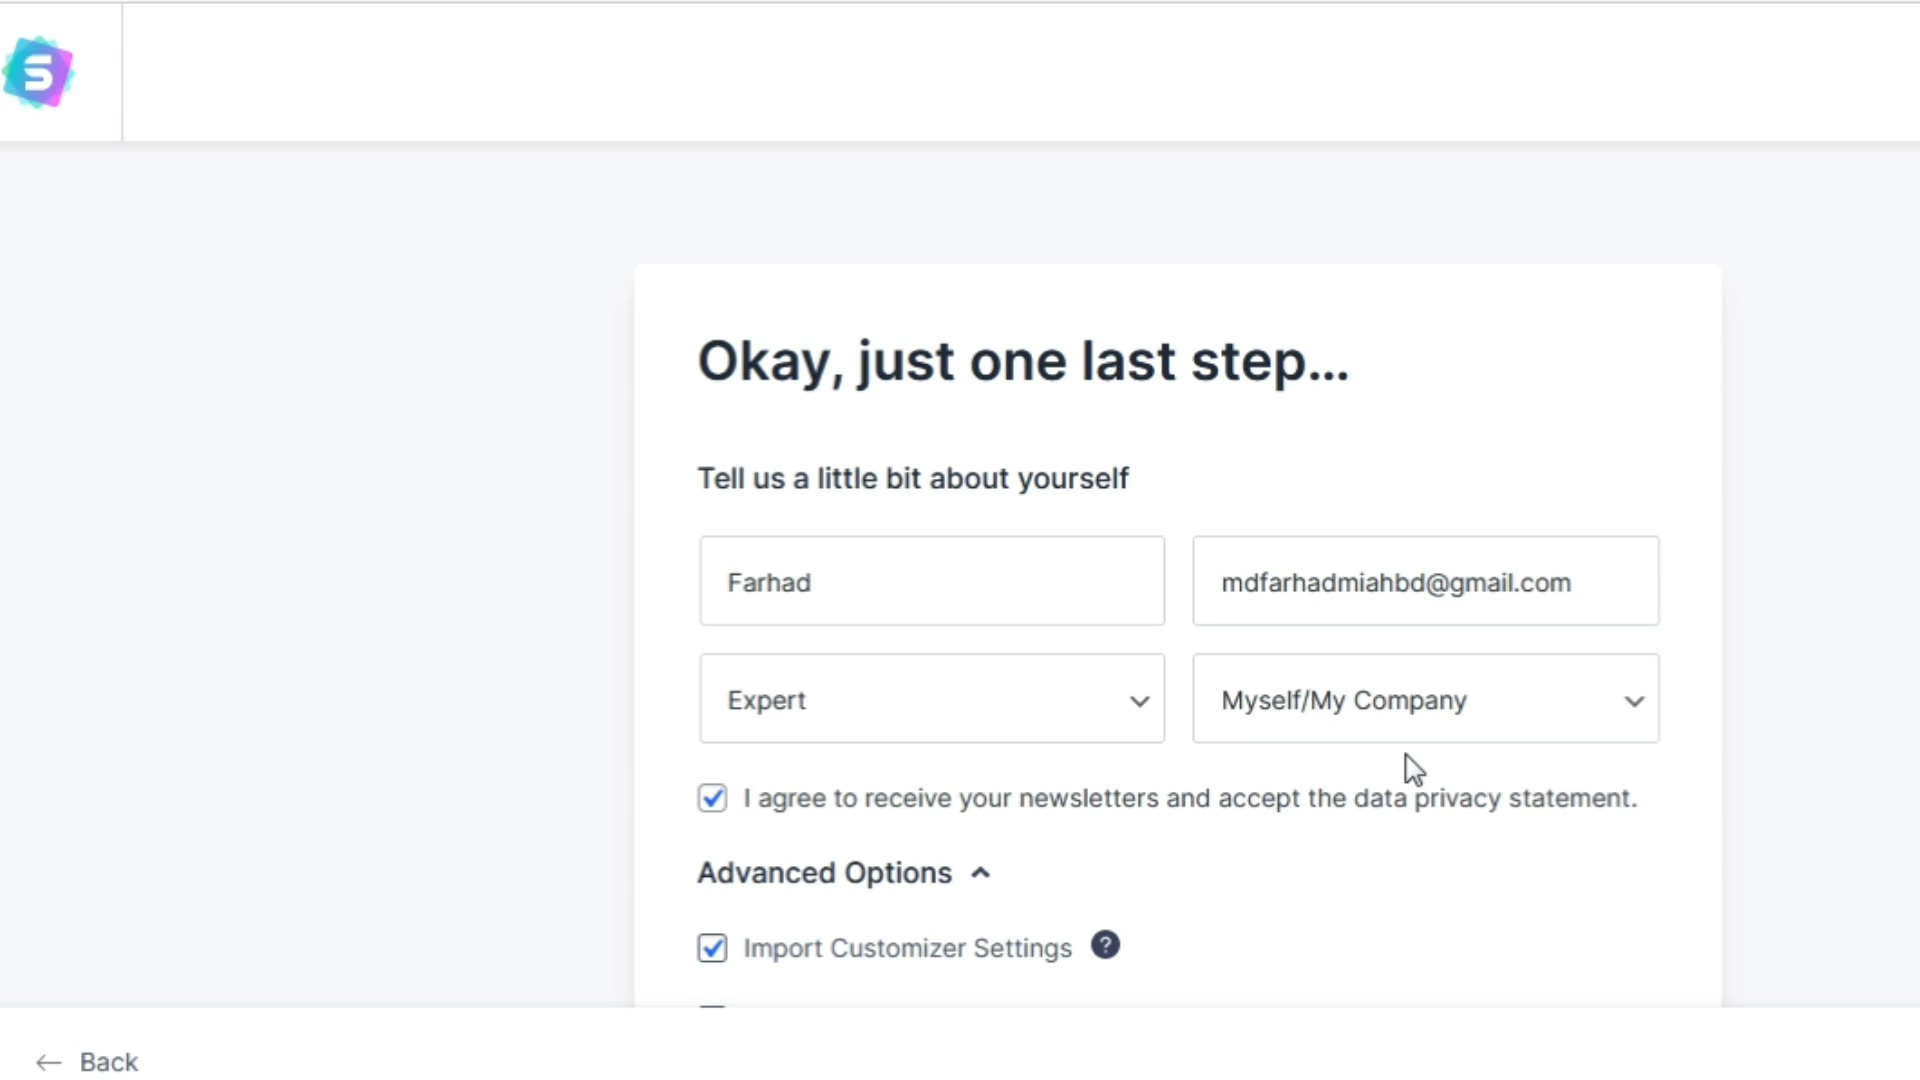 S
Okay, just one last step...
Tell us a little bit about yourself
Farhad
mdfarhadmiahbd@gmail.com
Expert
Myself/My Company
I agree to receive your newsletters and accept the data privacy statement.
Advanced Options
Import Customizer Settings ?
← Back